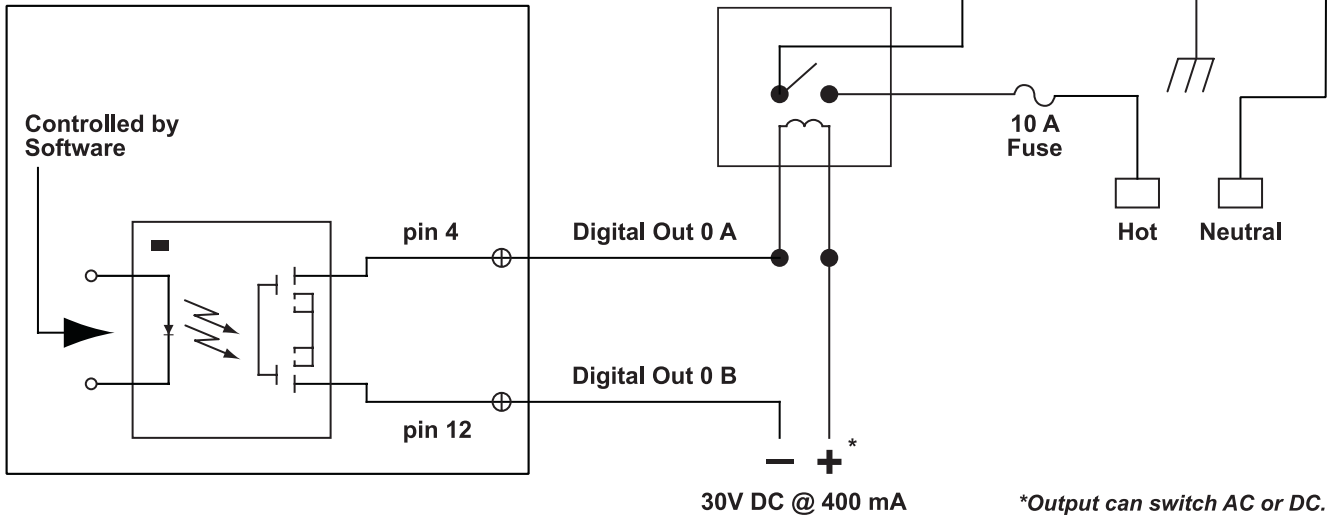 Controlled by
Software
pin 4
Digital Out 0 A
pin 12
Digital Out 0 B
10 A
Fuse
Hot
Neutral
− + *
30V DC @ 400 mA
*Output can switch AC or DC.